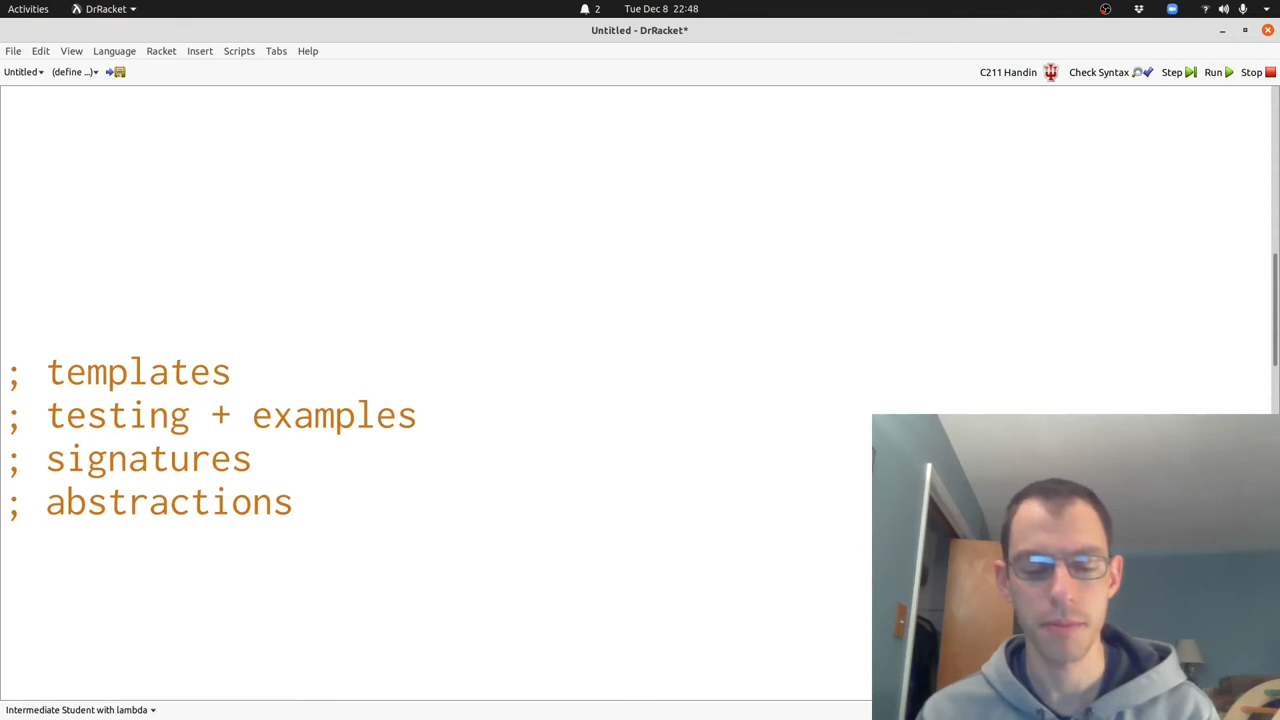 Activities DrRacket 2 Tue Dec 8 22:48
Untitled - DrRacket*
File Edit View Language Racket Insert Scripts Tabs Help
Untitled (define ...) C211 Handin Check Syntax Step Run Stop
; templates
; testing + examples
; signatures
; abstractions
Intermediate Student with lambda